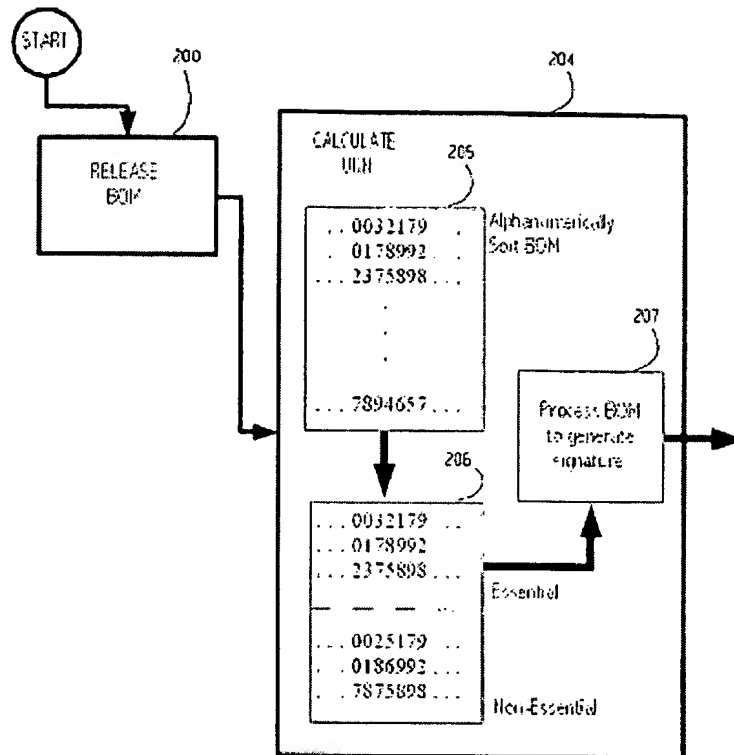 START
200
RELEASE
BOM
204
CALCULATE
205
...0032179 ..
. .0178992 .
...2375898...
.
.
.
...7894657...
Alphanumerically
Sort BOM
206
...0032179 ..
...0178992
...2375898...
Essential
...0025179 ...
...0186992...
...7875898...
Non-Essential
207
Process BOM
to generate
signature